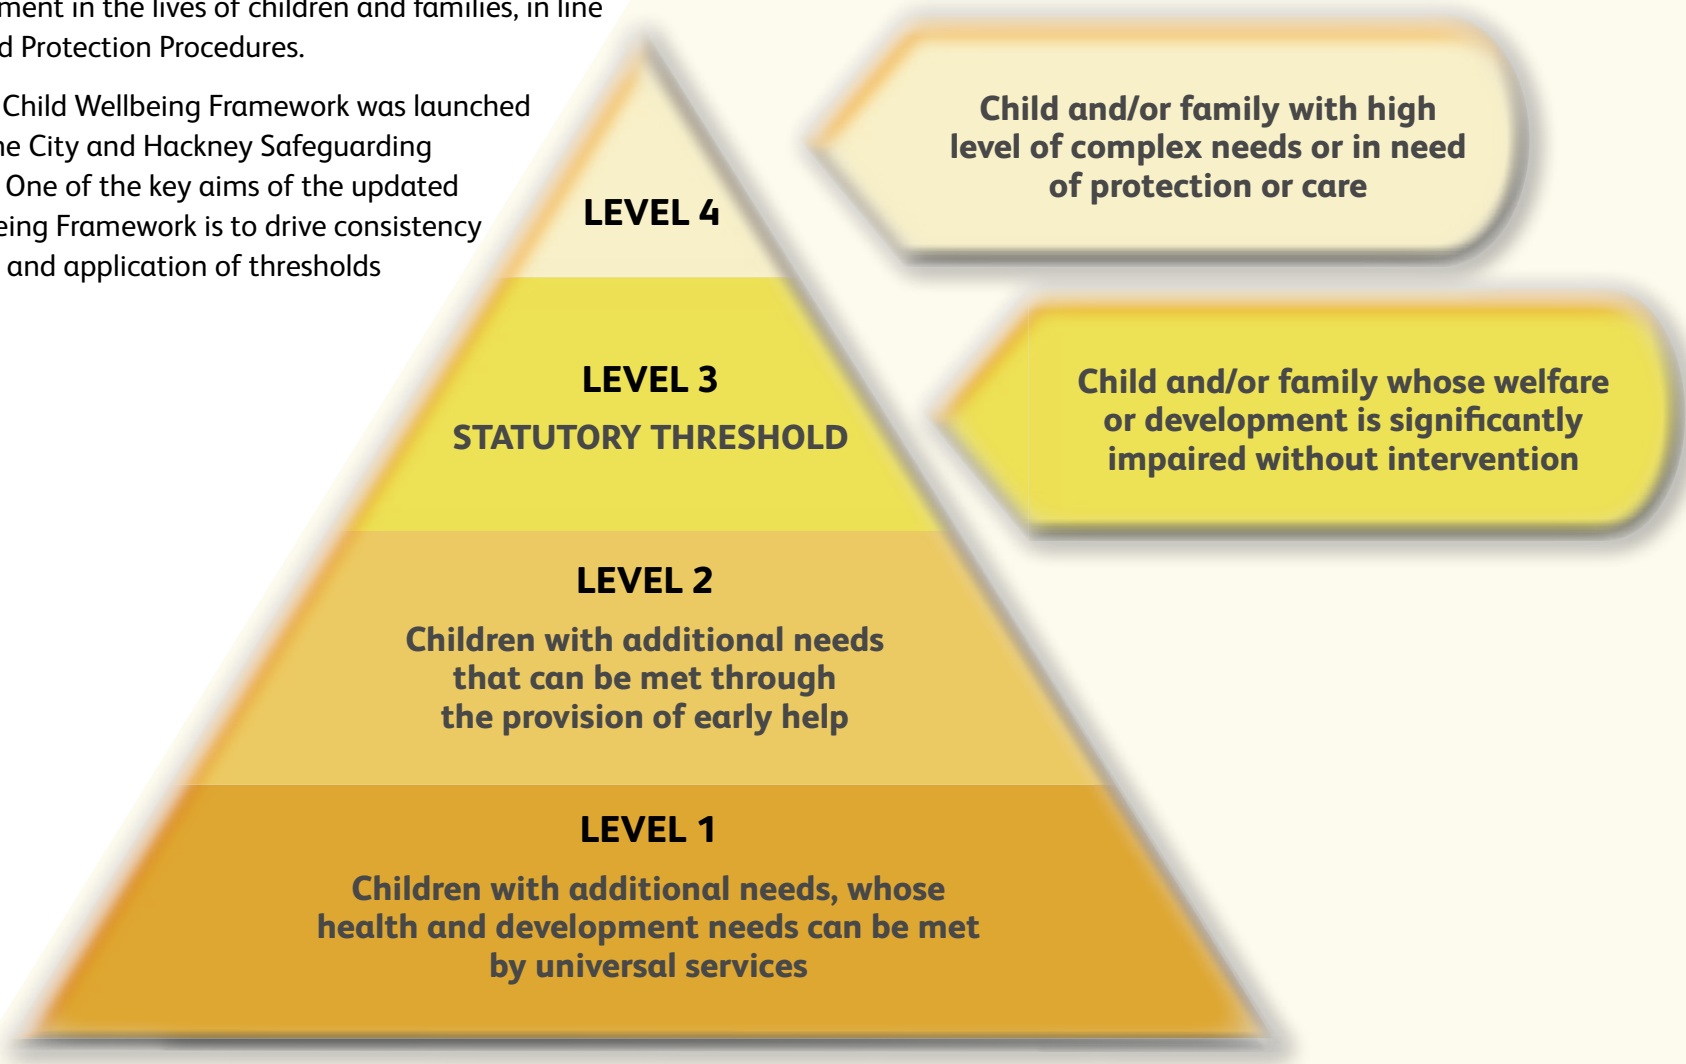 ment in the lives of children and families, in line
d Protection Procedures.
Child Wellbeing Framework was launched
he City and Hackney Safeguarding
One of the key aims of the updated
eing Framework is to drive consistency
and application of thresholds
LEVEL 4
Child and/or family with high
level of complex needs or in need
of protection or care
LEVEL 3
STATUTORY THRESHOLD
Child and/or family whose welfare
or development is significantly
impaired without intervention
LEVEL 2
Children with additional needs
that can be met through
the provision of early help
LEVEL 1
Children with additional needs, whose
health and development needs can be met
by universal services